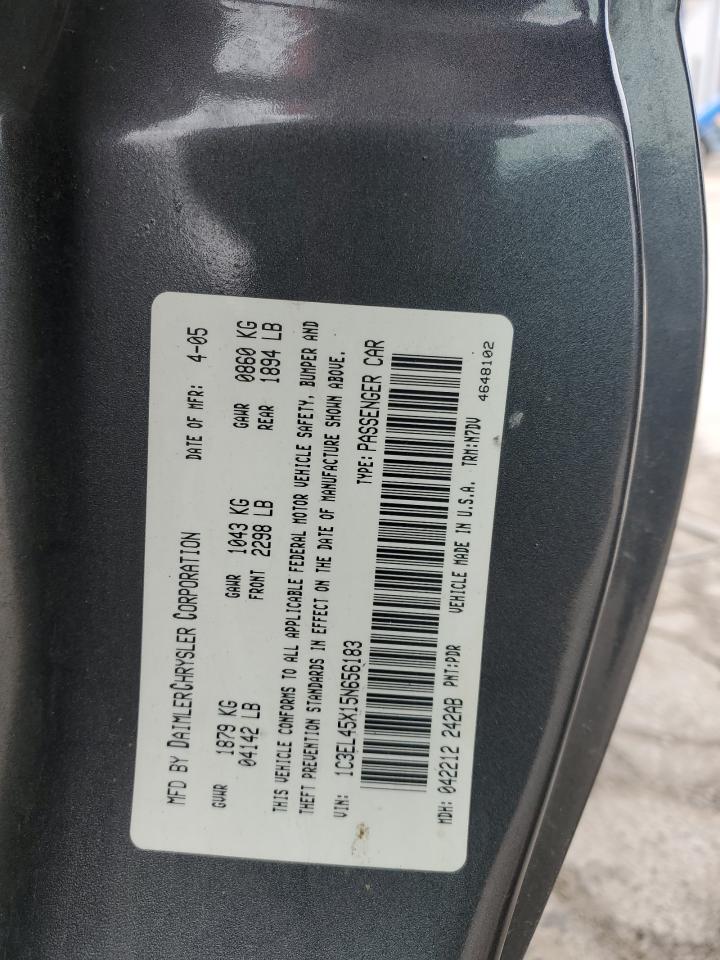 MFD BY DAIMLERCHRYSLER CORPORATION DATE OF MFR: 4-05
GVWR 1879 KG GAWR 1043 KG GAWR 0860 KG
04142 LB FRONT 2298 LB REAR 1894 LB
THIS VEHICLE CONFORMS TO ALL APPLICABLE FEDERAL MOTOR VEHICLE SAFETY, BUMPER AND
THEFT PREVENTION STANDARDS IN EFFECT ON THE DATE OF MANUFACTURE SHOWN ABOVE.
VIN: 1C3EL45X15N656183 TYPE: PASSENGER CAR
MDH: 042212 242AB PNT:PDR VEHICLE MADE IN U.S.A. TRM:N7DV
4648102